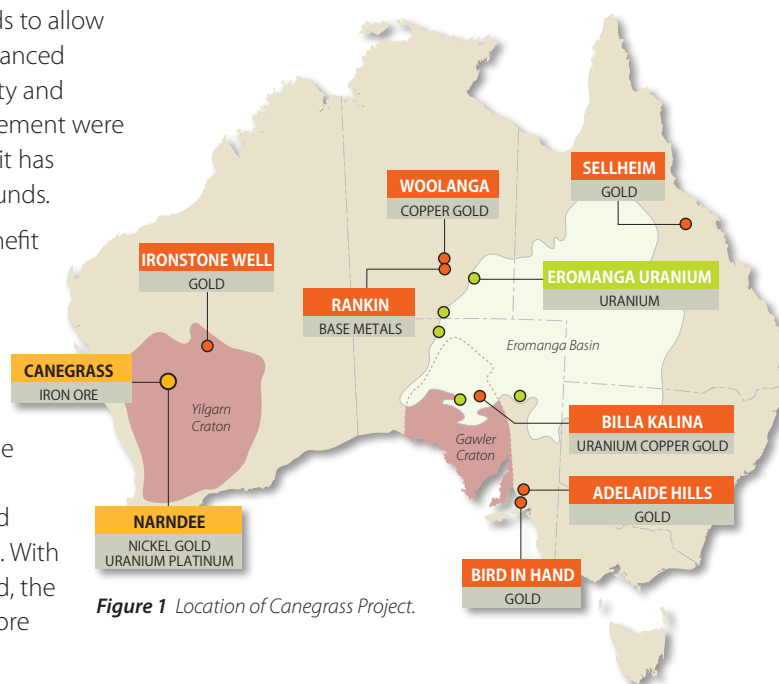 ds to allow
anced
ty and
ement were
it has
unds.
nefit
e
d
. With
d, the
ore
SELLHEIM
GOLD
WOOLANGA
COPPER GOLD
IRONSTONE WELL
GOLD
EROMANGA URANIUM
URANIUM
RANKIN
BASE METALS
Eromanga Basin
CANEGRASS
IRON ORE
Yilgarn
Craton
BILLA KALINA
URANIUM COPPER GOLD
Gawler
Craton
ADELAIDE HILLS
GOLD
NARNDEE
NICKEL GOLD
URANIUM PLATINUM
BIRD IN HAND
GOLD
Figure 1 Location of Canegrass Project.